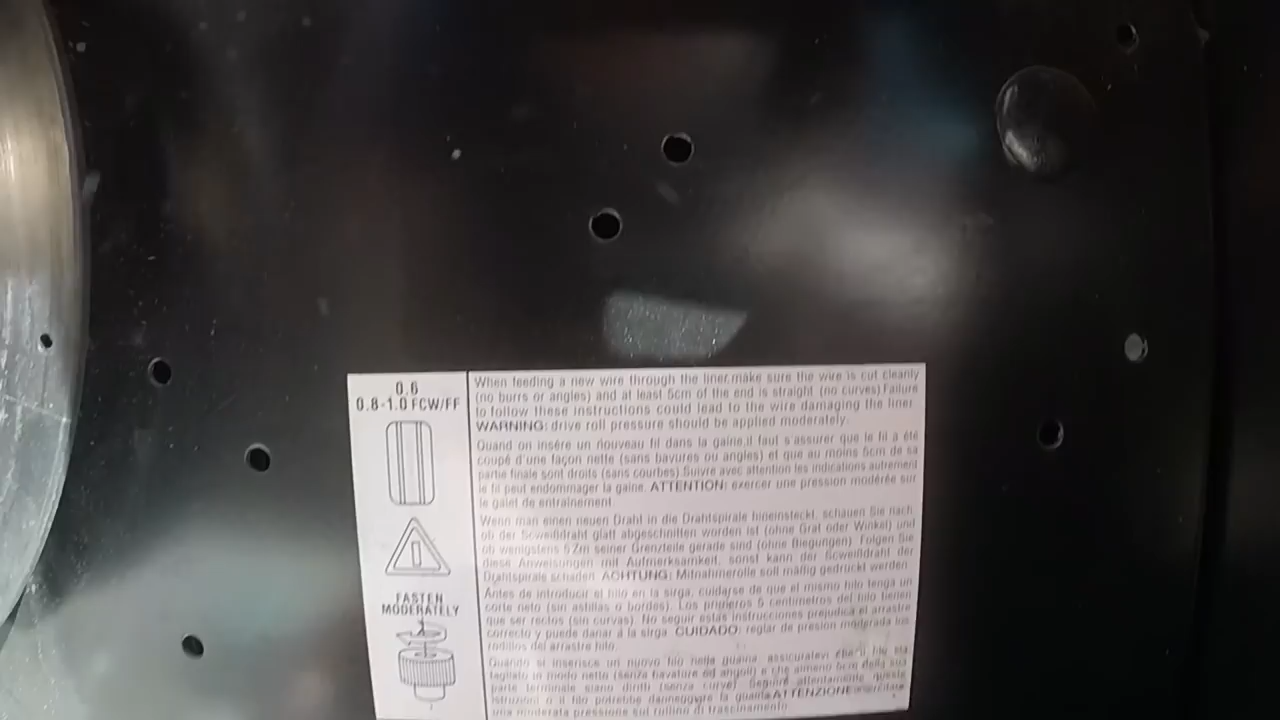 0.6
0.8-1.0 FCW/FF
FASTEN
MODERATELY
When feeding a new wire through the liner,make sure the wire is cut cleanly
(no burrs or angles) and at least 5cm of the end is straight (no curves).Failure
to follow these instructions could lead to the wire damaging the liner.
WARNING: drive roll pressure should be applied moderately.
Quand on insère un nouveau fil dans la gaine,il faut s'assurer que le fil a été
coupé d'une façon nette (sans bavures ou angles) et que au moins 5cm de sa
partie finale sont droits (sans courbes).Suivre avec attention les indications autrement
le fil peut endommager la gaine. ATTENTION: exercer une pression modérée sur
le galet de entraînement.
Wenn man einen neuen Draht in die Drahtspirale hineinsteckt, schauen Sie nach
ob der Scweißdraht glatt abgeschnitten worden ist (ohne Grat oder Winkel) und
ob wenigstens 5 Zm seiner Grenzteile gerade sind (ohne Biegungen). Folgen Sie
diese Anweisungen mit Aufmerksamkeit, sonst kann der Scweißdraht der
Drahtspirale schaden. ACHTUNG: Mitnahmerolle soll mäßig gedruckt werden.
Antes de introducir el hilo en la sirga, cuidarse de que el mismo hilo tenga un
corte neto (sin astillas o bordes). Los primeros 5 centimetros del hilo tienen
que ser rectos (sin curvas). No seguir estas instrucciones prejudica el arrastre
correcto y puede dañar a la sirga. CUIDADO: reglar de presion moderada los
rodillos del arrastre hilo.
Quando si inserisce un nuovo filo nella guaina, assicuratevi che il filo sia
tagliato in modo netto (senza bavature ed angoli) e che almeno 5cm della sua
parte terminale siano diritti (senza curve). Seguire attentamente queste
istruzioni o il filo potrebbe danneggiare la guaina.ATTENZIONE:esercitate
una moderata pressione sul rullino di trascinamento.